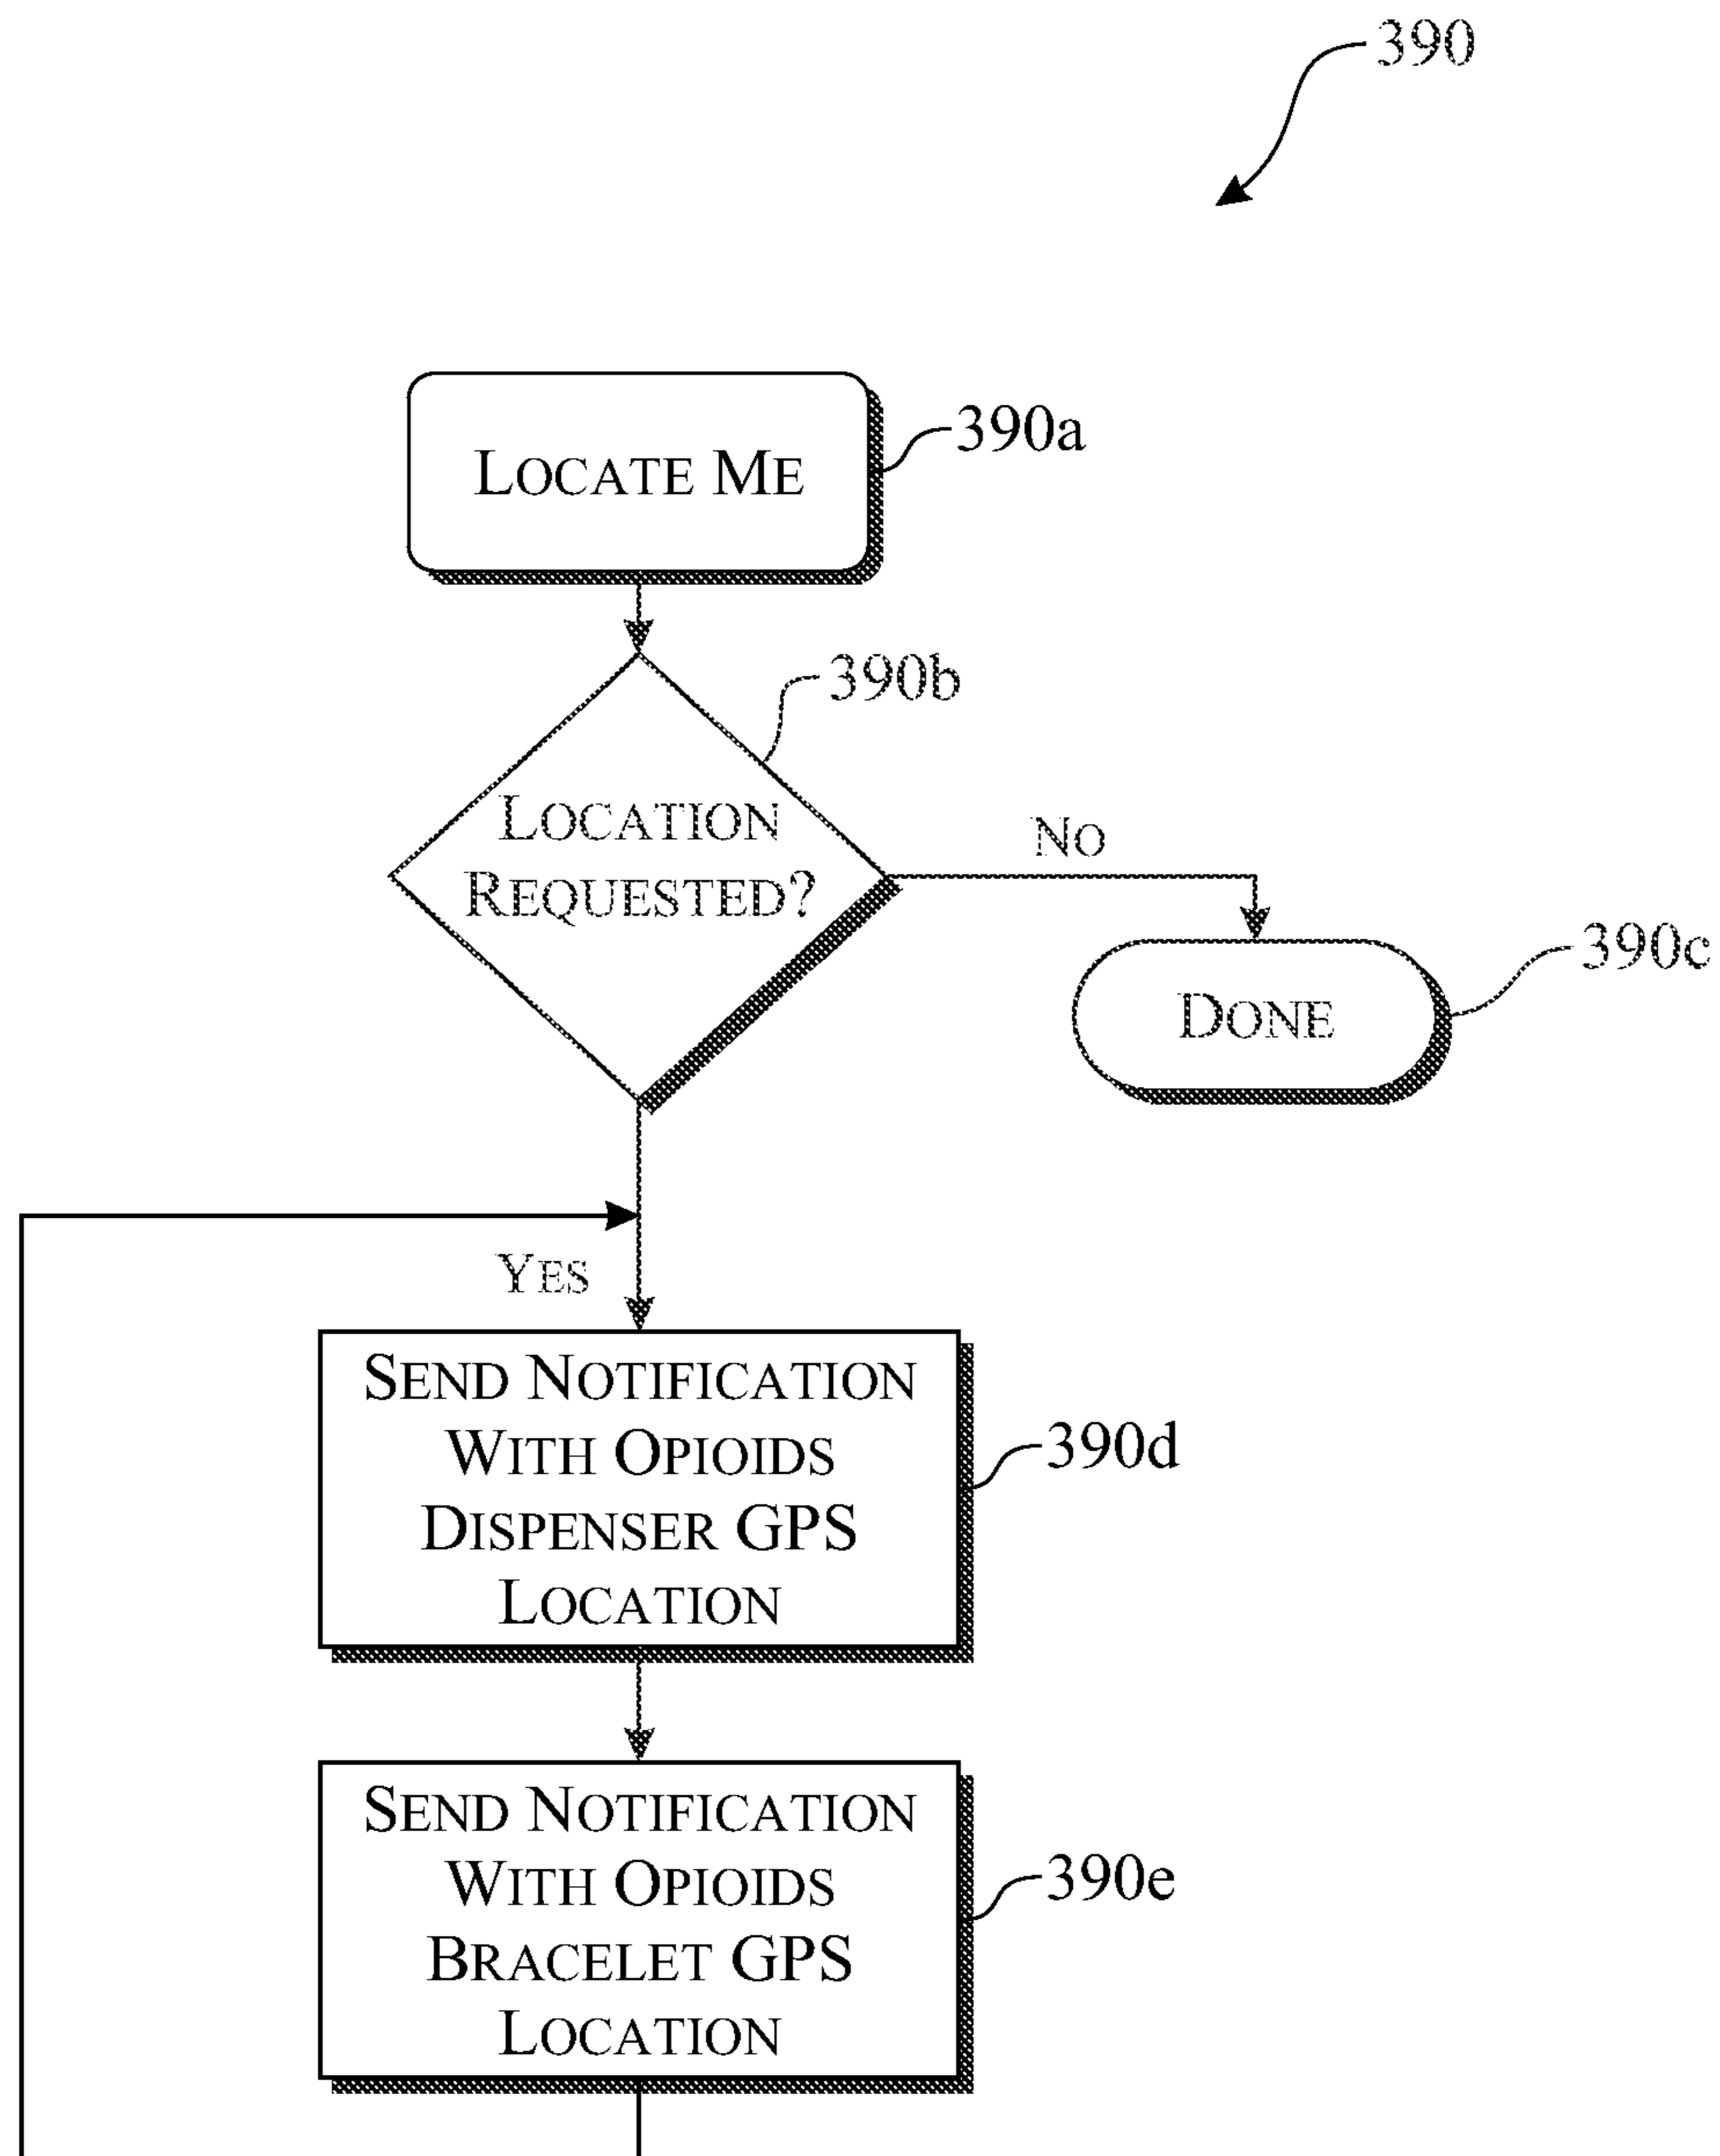 390
LOCATE ME
390a
390b
LOCATION
REQUESTED?
NO
390c
DONE
YES
SEND NOTIFICATION
WITH OPIOIDS
DISPENSER GPS
LOCATION
390d
SEND NOTIFICATION
WITH OPIOIDS
BRACELET GPS
LOCATION
390e